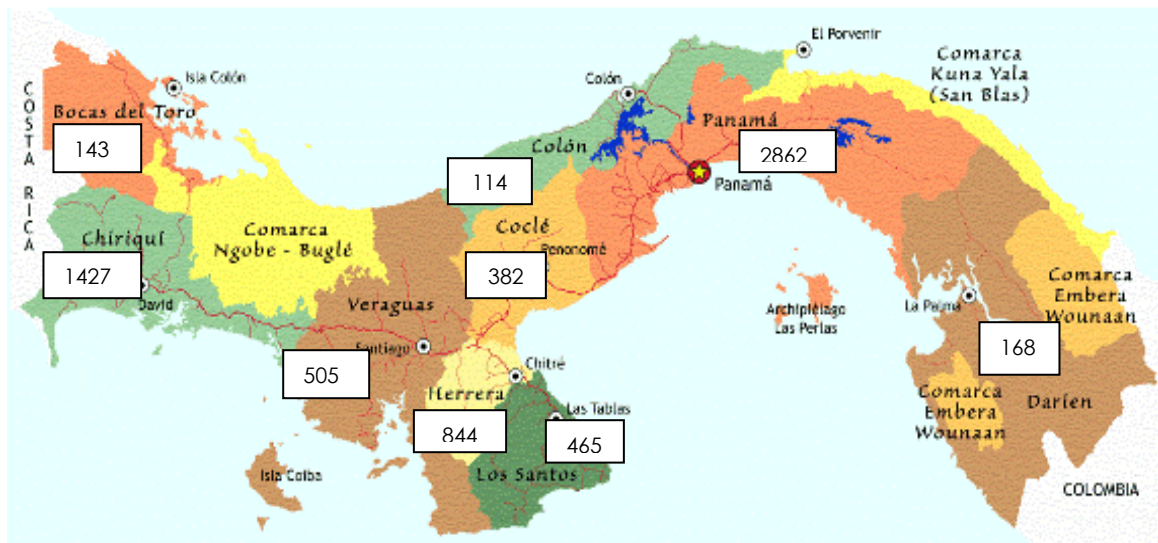 El Porvenir
Comarca
Kuna Yala
(San Blas)
Isla Colón
Colón
COSTA RICA
Bocas del Toro
143
Panamá
2862
Colón
Panamá
114
Chiriquí
1427
David
Comarca
Ngobe - Buglé
Coclé
Penonomé
382
Veraguas
Santiago
505
Archipiélago
Las Perlas
La Palma
Comarca
Embera
Wounaan
168
Chitré
Herrera
844
Las Tablas
465
Los Santos
Isla Coiba
Comarca
Embera
Wounaan
Daríen
COLOMBIA